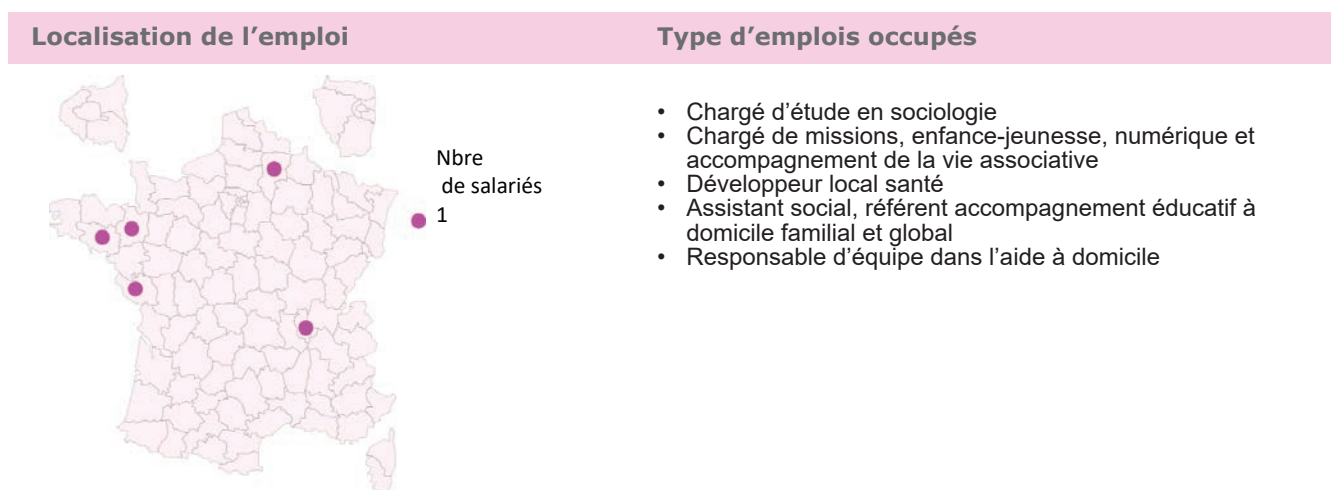 Localisation de l’emploi
Type d’emplois occupés
Nbre
de salariés
1
• Chargé d’étude en sociologie
• Chargé de missions, enfance-jeunesse, numérique et
accompagnement de la vie associative
• Développeur local santé
• Assistant social, référent accompagnement éducatif à
domicile familial et global
• Responsable d’équipe dans l’aide à domicile